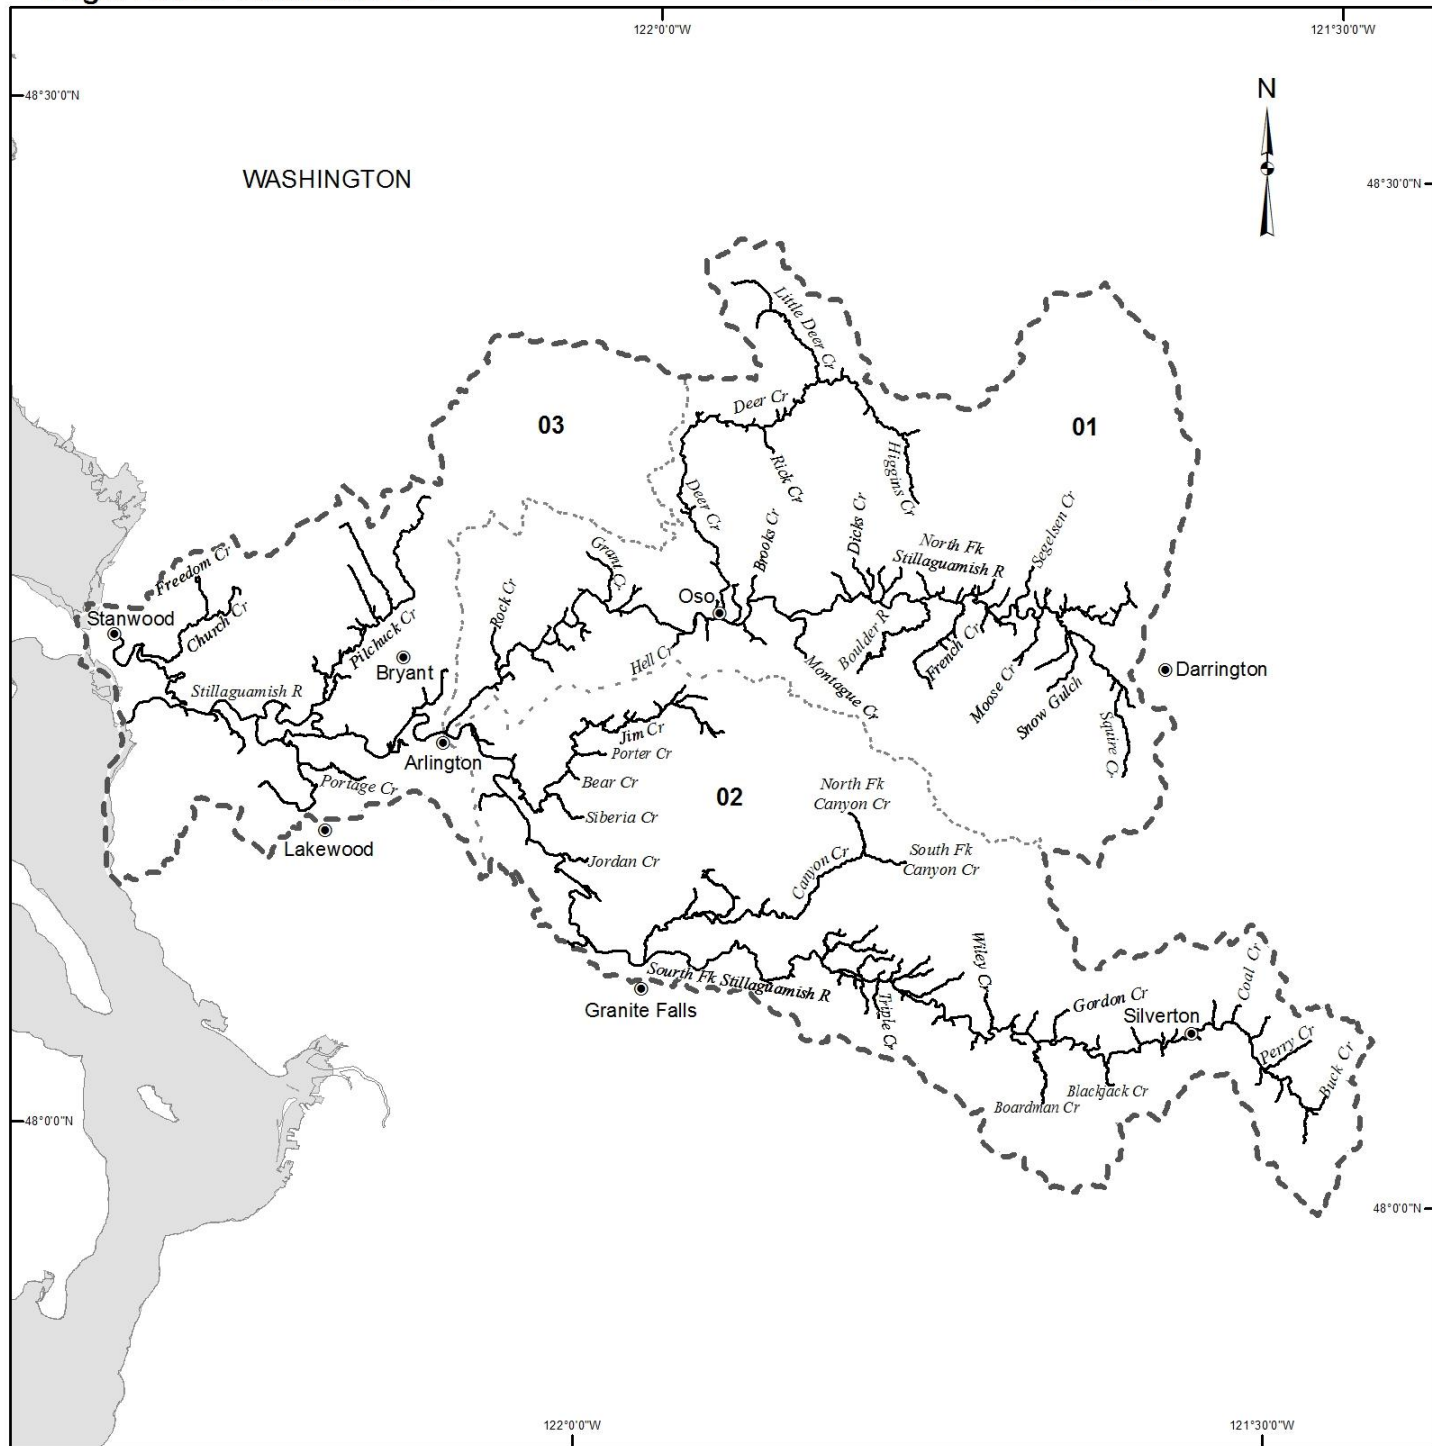 122°0'0"W
121°30'0"W
48°30'0"N
N
WASHINGTON
48°30'0"N
Little Deer Cr
Deer Cr
03
01
Rick Cr
Higgins Cr
Deer Cr
Brooks Cr
Dicks Cr
Segelsen Cr
North Fk
Stillaguamish R
Grant Cr
Freedom Cr
Rock Cr
Oso
Stanwood
Church Cr
Pilchuck Cr
Boulder R
French Cr
Hell Cr
Bryant
Montague Cr
Moose Cr
Snow Gulch
Darrington
Stillaguamish R
Squire Cr
Jim Cr
Arlington
Porter Cr
Portage Cr
Bear Cr
North Fk
Canyon Cr
02
Siberia Cr
Lakewood
Jordan Cr
Canyon Cr
South Fk
Canyon Cr
Wiley Cr
Coal Cr
Sourth Fk Stillaguamish R
Granite Falls
Triple Cr
Gordon Cr
Silverton
Perry Cr
Buck Cr
Blackjack Cr
Boardman Cr
48°0'0"N
48°0'0"N
122°0'0"W
121°30'0"W